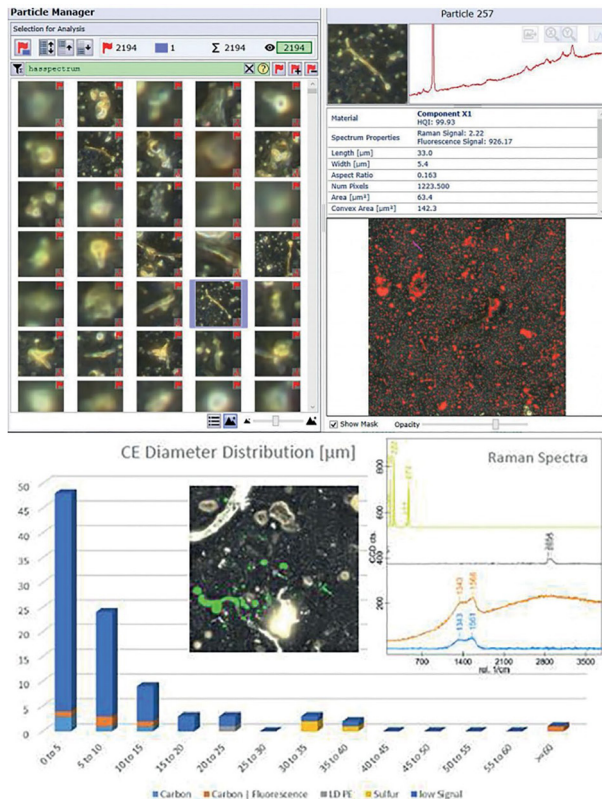 Particle Manager
Selection for Analysis
2194 1 Σ 2194 2194
hasspectrum
Particle 257
Material Component X1
HQI: 99.93
Spectrum Properties Raman Signal: 2.22
Fluorescence Signal: 926.17
Length [µm] 33.0
Width [µm] 5.4
Aspect Ratio 0.163
Num Pixels 1223.500
Area [µm²] 63.4
Convex Area [µm²] 142.3
Show Mask Opacity
CE Diameter Distribution [µm]
50
45
40
35
30
25
20
15
10
5
0
0 to 5 5 to 10 10 to 15 15 to 20 20 to 25 25 to 30 30 to 35 35 to 40 40 to 45 45 to 50 50 to 55 55 to 60 >=60
Carbon Carbon | Fluorescence LD PE Sulfur low Signal
Raman Spectra
CCD cts.
800
600
400
200
2856
1343 1566
1343 1561
700 1400 2100 2800 3500
rel. 1/cm